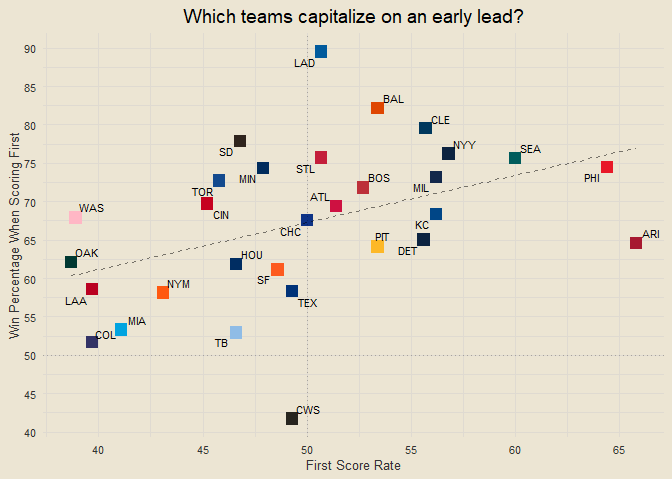 Which teams capitalize on an early lead?
Win Percentage When Scoring First
90
85
80
75
70
65
60
55
50
45
40
LAD
BAL
CLE
SD
NYY
SEA
STL
MIN
PHI
BOS
MIL
TOR
ATL
CIN
WAS
CHC
KC
PIT
DET
ARI
OAK
HOU
SF
LAA
NYM
TEX
MIA
COL
TB
CWS
40
45
50
55
60
65
First Score Rate